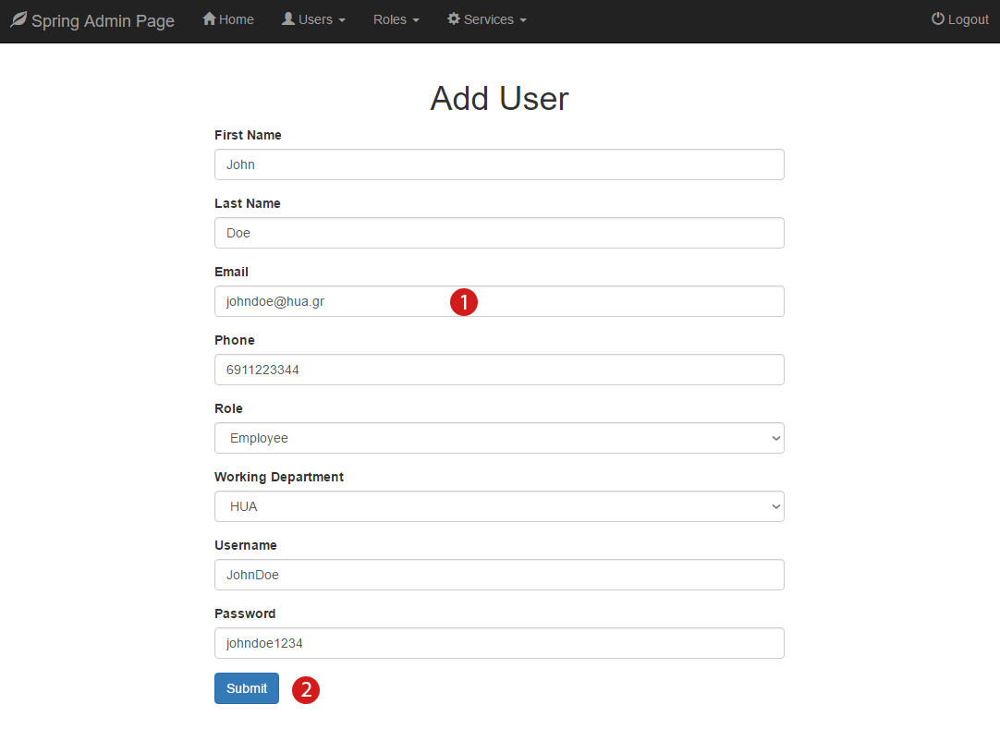 Spring Admin Page Home Users Roles Services Logout
Add User
First Name
John
Last Name
Doe
Email
johndoe@hua.gr 1
Phone
6911223344
Role
Employee
Working Department
HUA
Username
JohnDoe
Password
johndoe1234
Submit 2